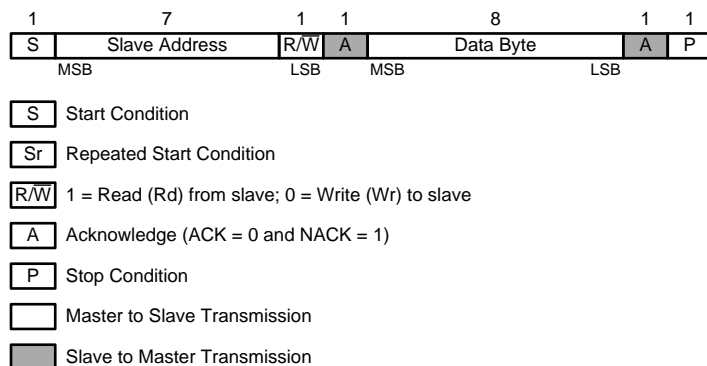 1 7 1 1 8 1 1
S Slave Address R/W̅ A Data Byte A P
MSB LSB MSB LSB
S Start Condition
Sr Repeated Start Condition
R/W̅ 1 = Read (Rd) from slave; 0 = Write (Wr) to slave
A Acknowledge (ACK = 0 and NACK = 1)
P Stop Condition
Master to Slave Transmission
Slave to Master Transmission